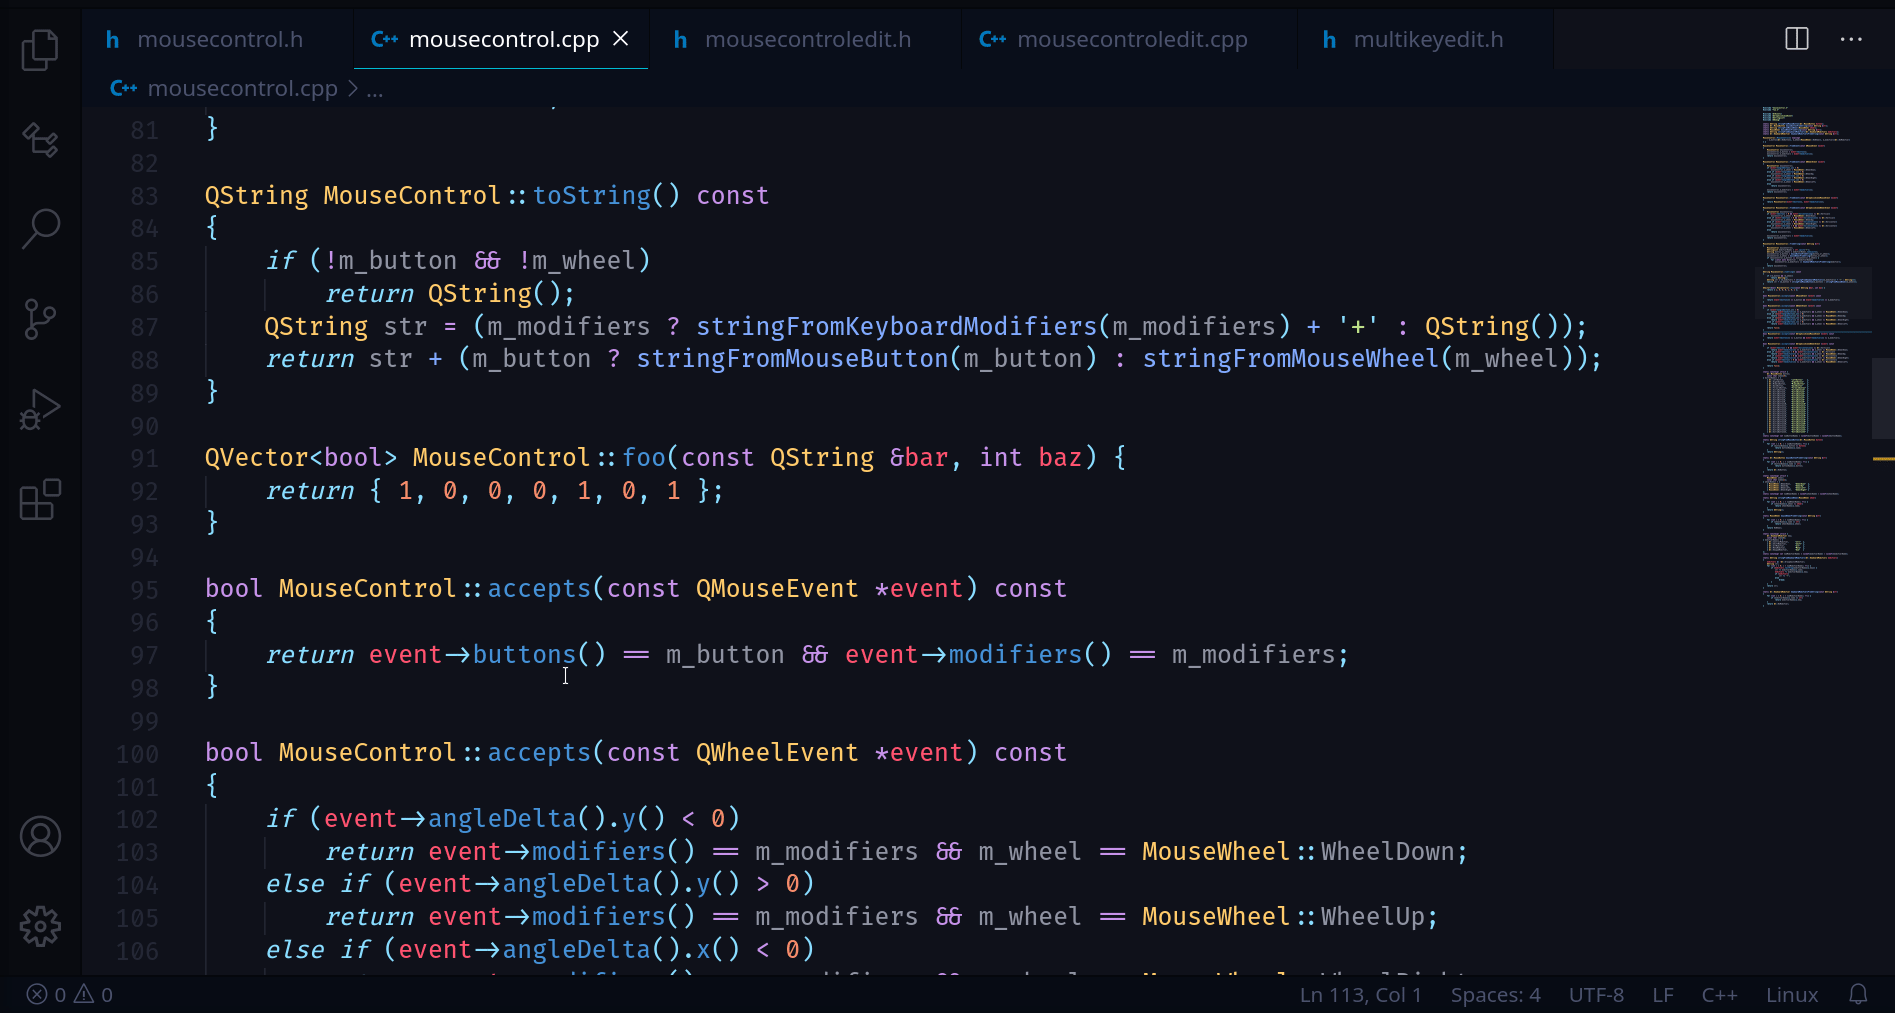 h mousecontrol.h C++ mousecontrol.cpp × h mousecontroledit.h C++ mousecontroledit.cpp h multikeyedit.h ...
C++ mousecontrol.cpp > ...
81 }
82
83 QString MouseControl::toString() const
84 {
85 if (!m_button && !m_wheel)
86 return QString();
87 QString str = (m_modifiers ? stringFromKeyboardModifiers(m_modifiers) + '+' : QString());
88 return str + (m_button ? stringFromMouseButton(m_button) : stringFromMouseWheel(m_wheel));
89 }
90
91 QVector<bool> MouseControl::foo(const QString &bar, int baz) {
92 return { 1, 0, 0, 0, 1, 0, 1 };
93 }
94
95 bool MouseControl::accepts(const QMouseEvent *event) const
96 {
97 return event->buttons() == m_button && event->modifiers() == m_modifiers;
98 }
99
100 bool MouseControl::accepts(const QWheelEvent *event) const
101 {
102 if (event->angleDelta().y() < 0)
103 return event->modifiers() == m_modifiers && m_wheel == MouseWheel::WheelDown;
104 else if (event->angleDelta().y() > 0)
105 return event->modifiers() == m_modifiers && m_wheel == MouseWheel::WheelUp;
106 else if (event->angleDelta().x() < 0)
0 0 Ln 113, Col 1 Spaces: 4 UTF-8 LF C++ Linux